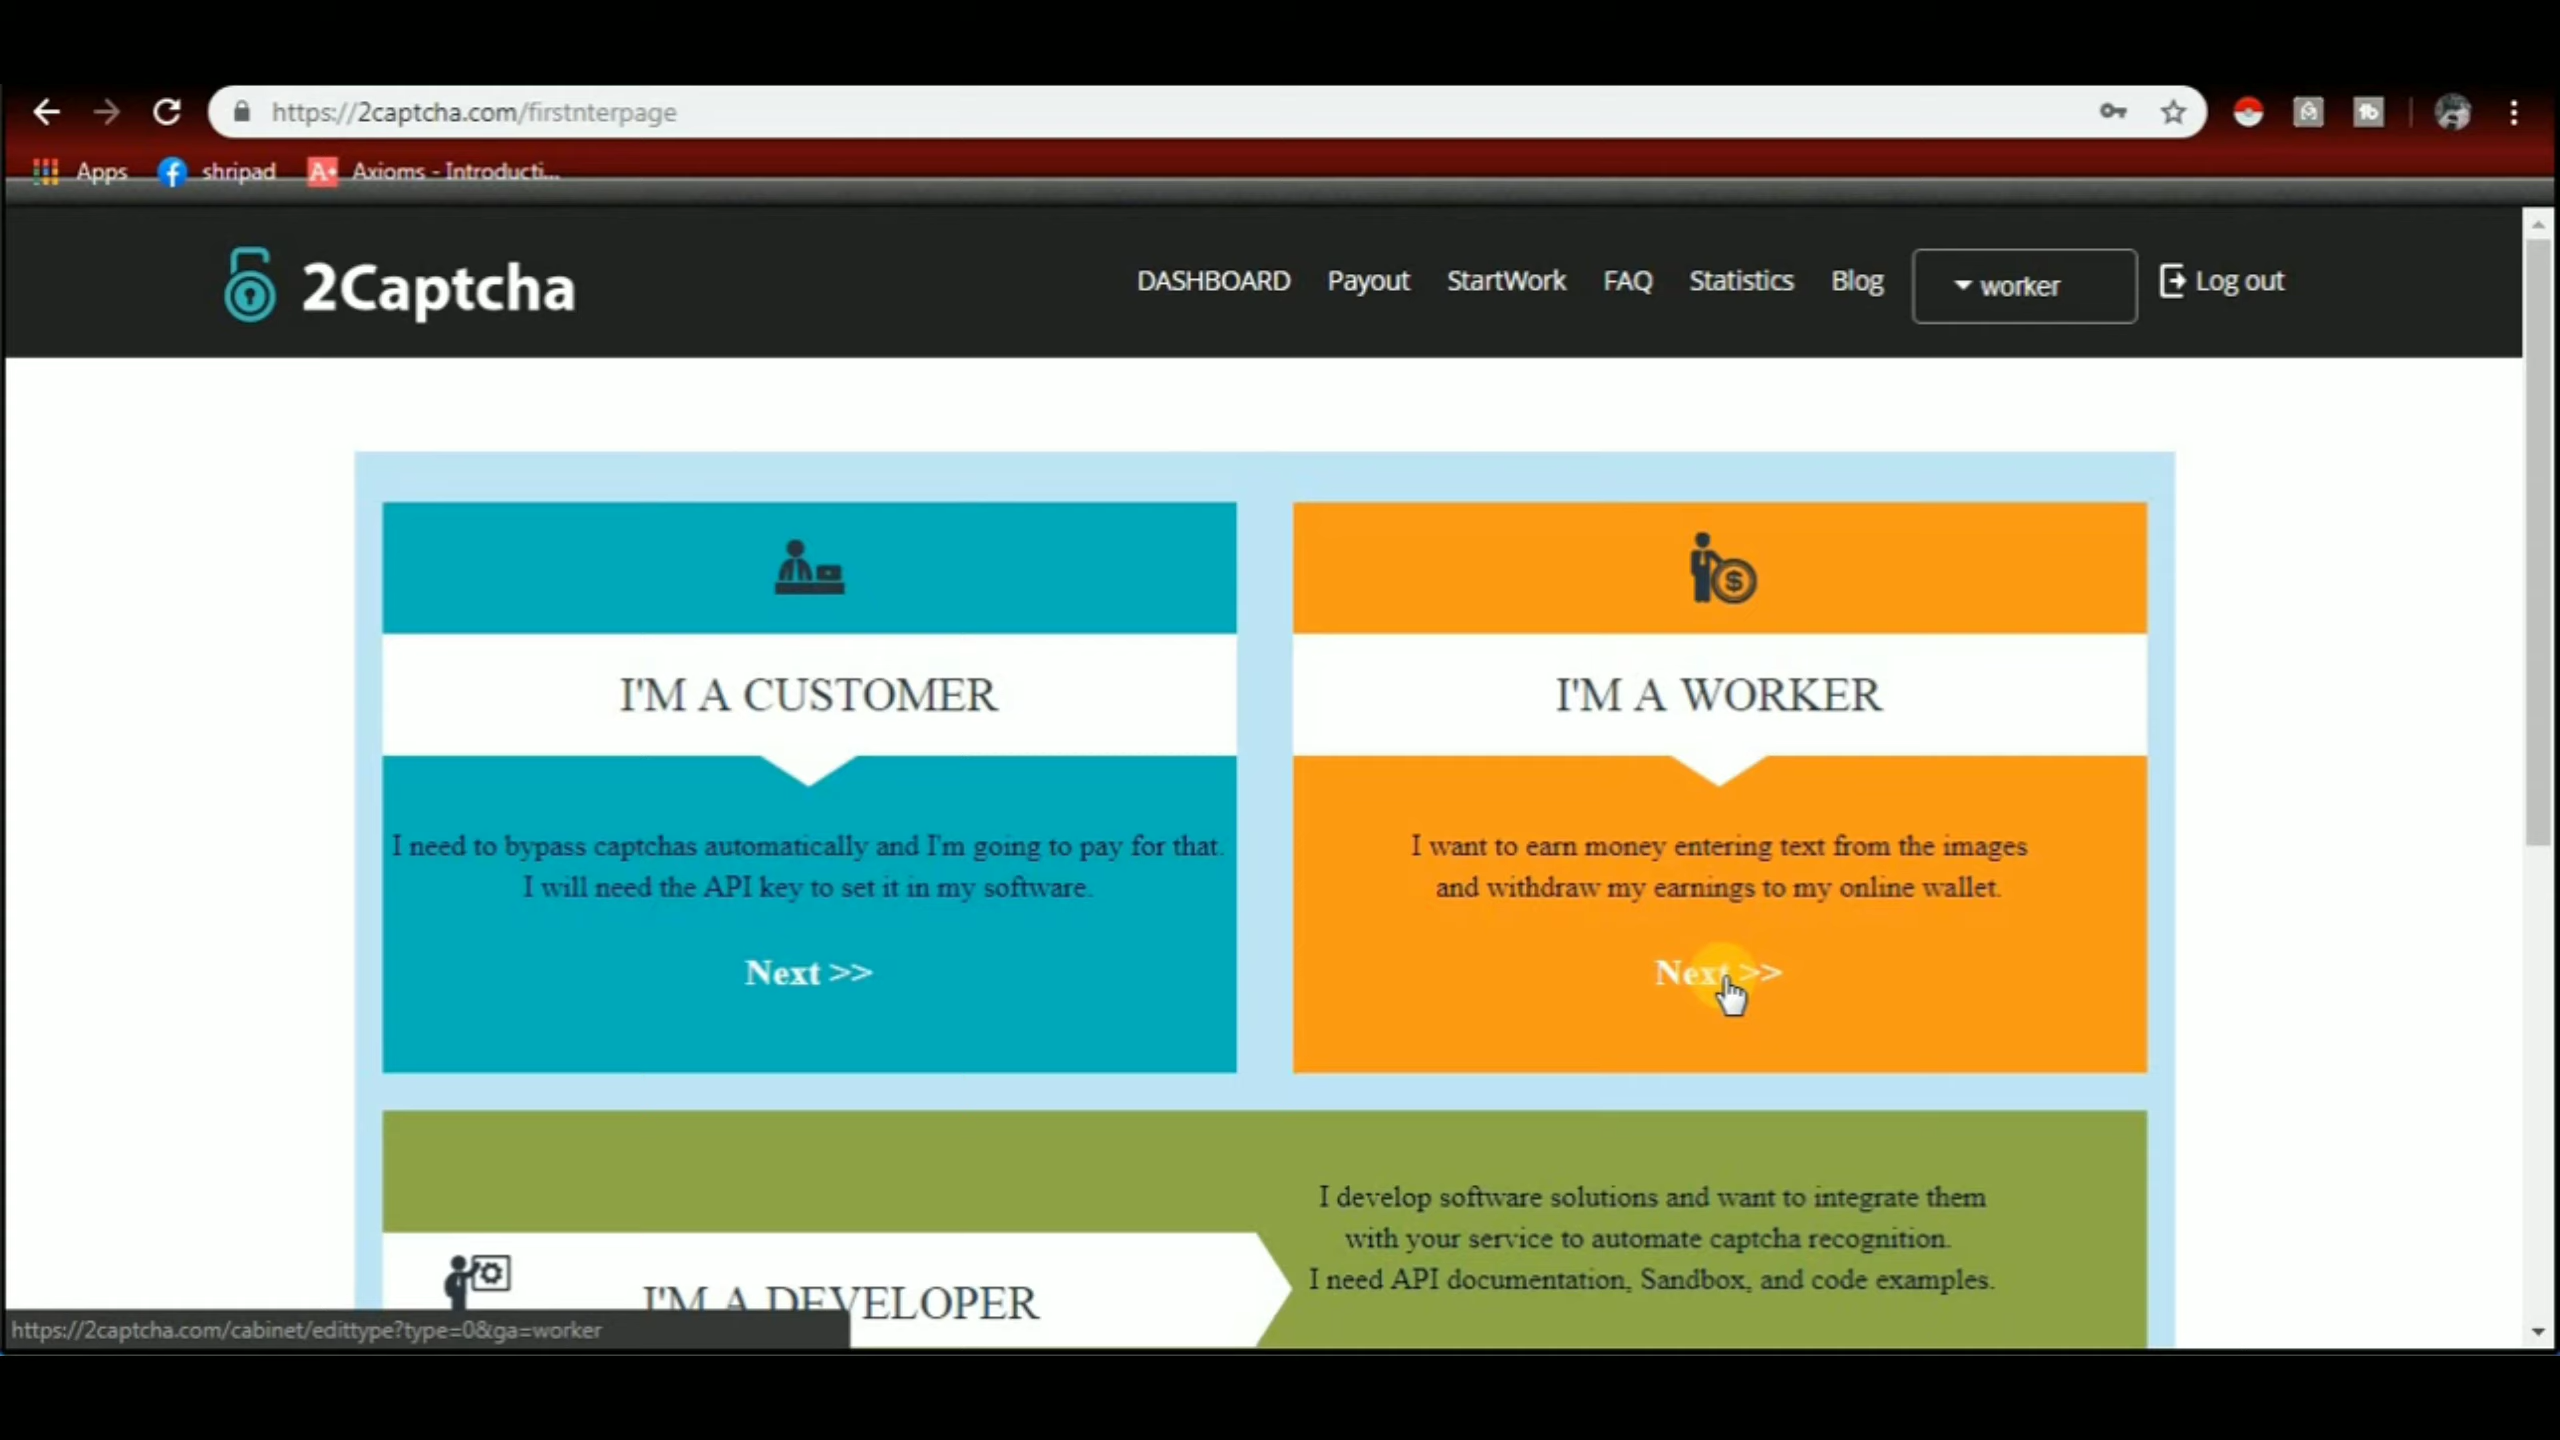 https://2captcha.com/firstnterpage
Apps shripad A+ Axioms - Introducti...
2Captcha DASHBOARD Payout StartWork FAQ Statistics Blog worker Log out
I'M A CUSTOMER
I need to bypass captchas automatically and I'm going to pay for that.
I will need the API key to set it in my software.
Next >>
I'M A WORKER
I want to earn money entering text from the images
and withdraw my earnings to my online wallet.
Next >>
I'M A DEVELOPER
I develop software solutions and want to integrate them
with your service to automate captcha recognition.
I need API documentation, Sandbox, and code examples.
https://2captcha.com/cabinet/edittype?type=0&ga=worker